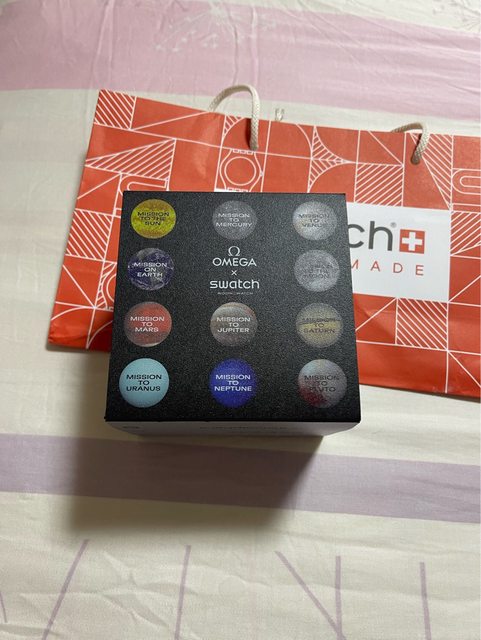 MISSION
TO THE
SUN
MISSION
TO
MERCURY
MISSION
TO
VENUS
Ω
OMEGA
×
swatch
MISSION
ON
EARTH
MISSION
TO
MARS
MISSION
TO
JUPITER
MISSION
TO
SATURN
MISSION
TO
URANUS
MISSION
TO
NEPTUNE
MISSION
TO
PLUTO
tch®
MADE